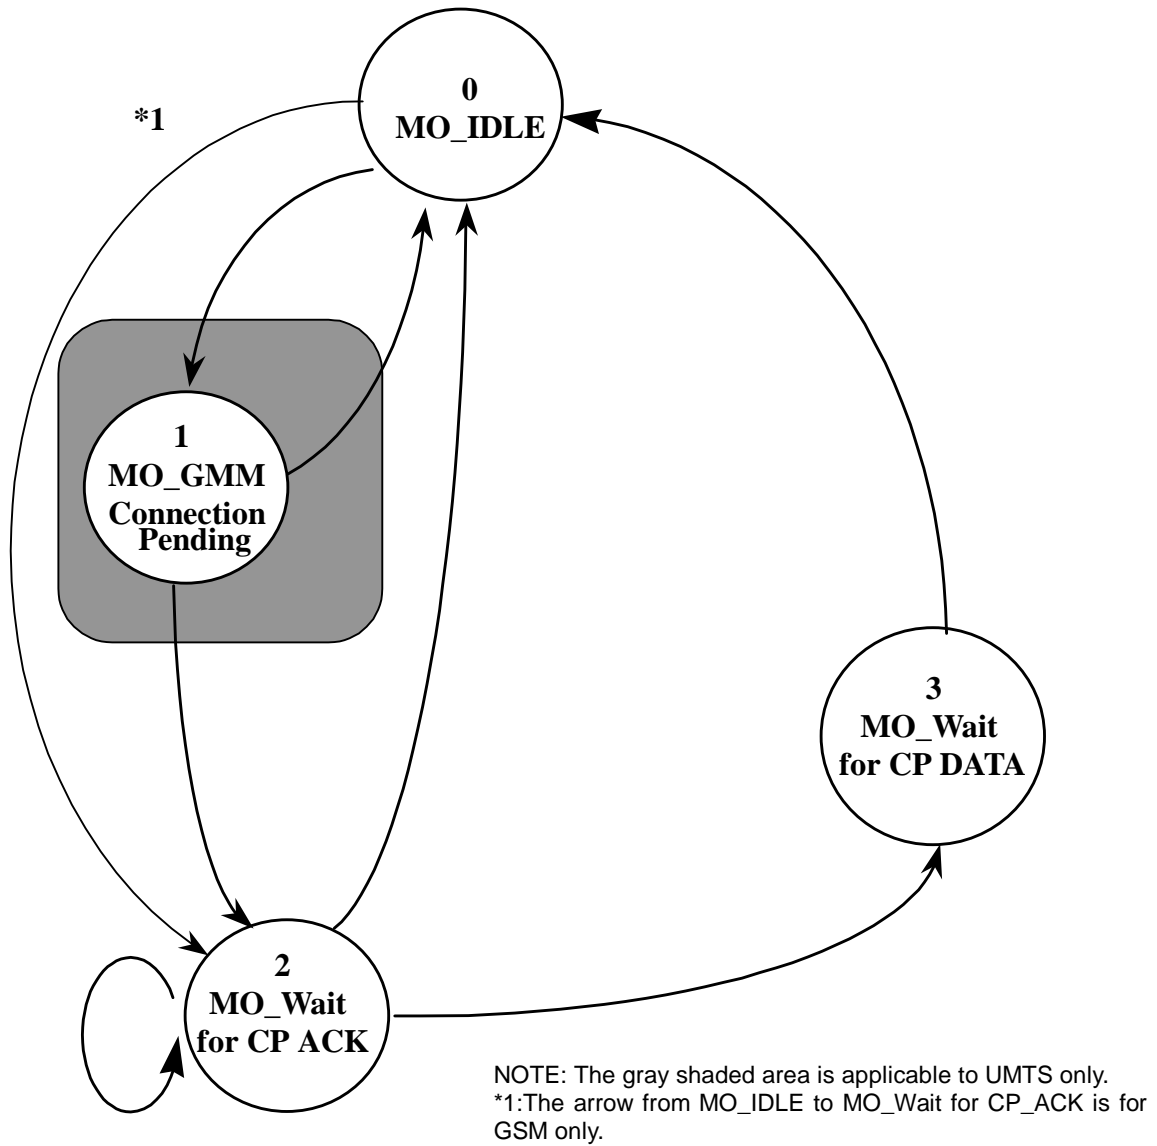 0
MO_IDLE
*1
1
MO_GMM
Connection
Pending
3
MO_Wait
for CP DATA
2
MO_Wait
for CP ACK
NOTE: The gray shaded area is applicable to UMTS only.
*1:The arrow from MO_IDLE to MO_Wait for CP_ACK is for
GSM only.